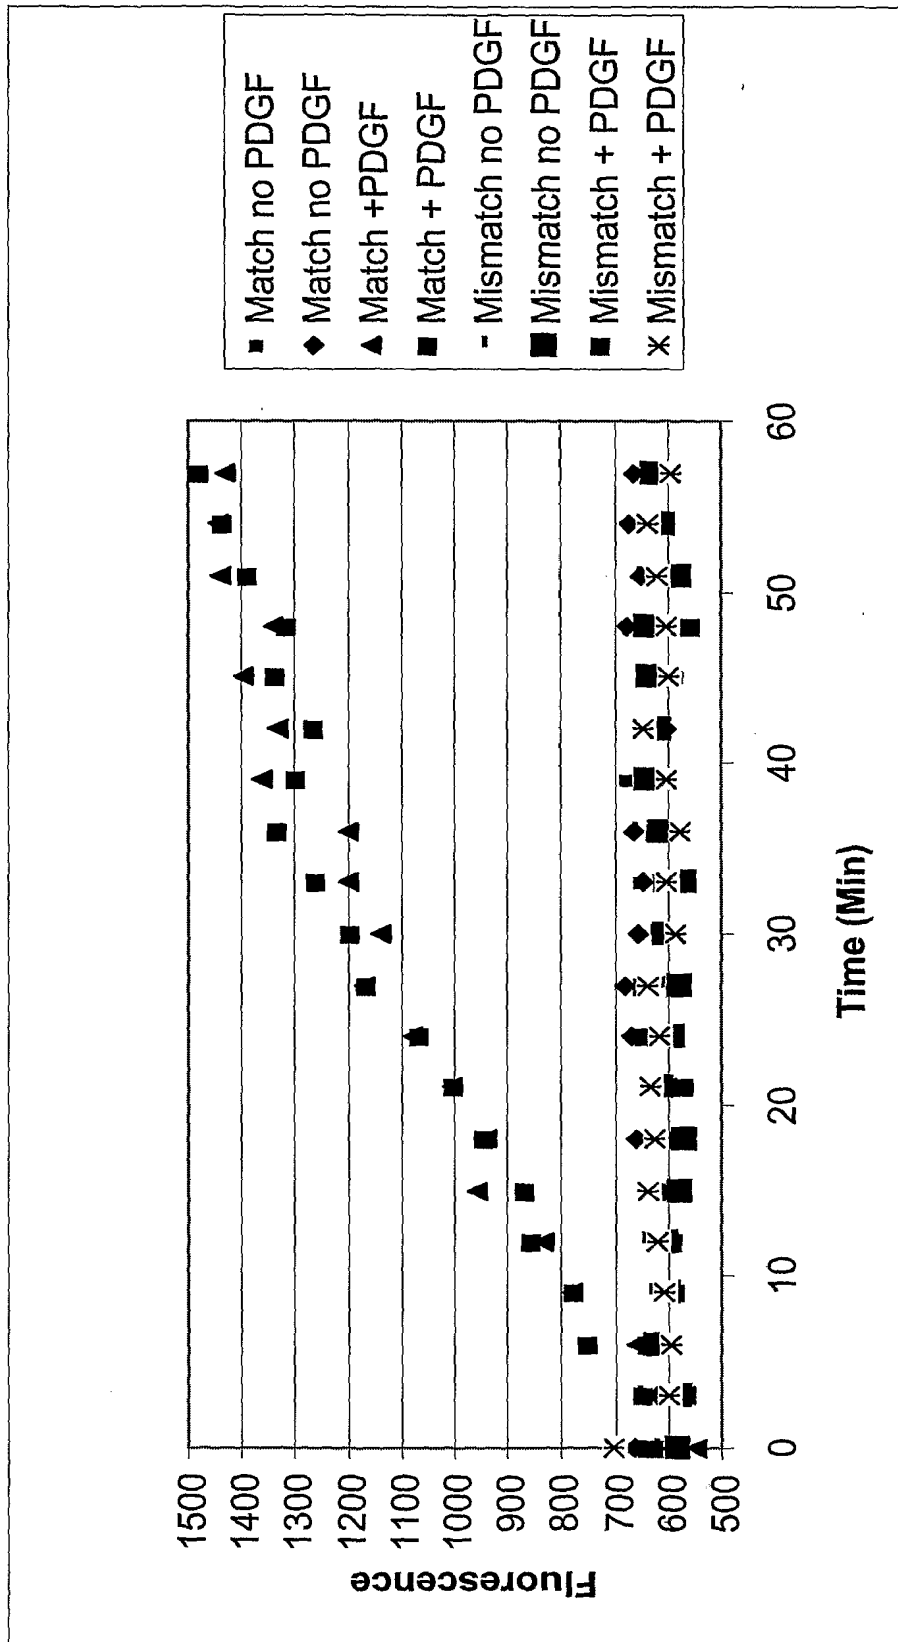 Match no PDGF
Match no PDGF
Match +PDGF
Match + PDGF
Mismatch no PDGF
Mismatch no PDGF
Mismatch + PDGF
Mismatch + PDGF
1500
1400
1300
1200
1100
1000
900
800
700
600
500
Fluorescence
0
10
20
30
40
50
60
Time (Min)